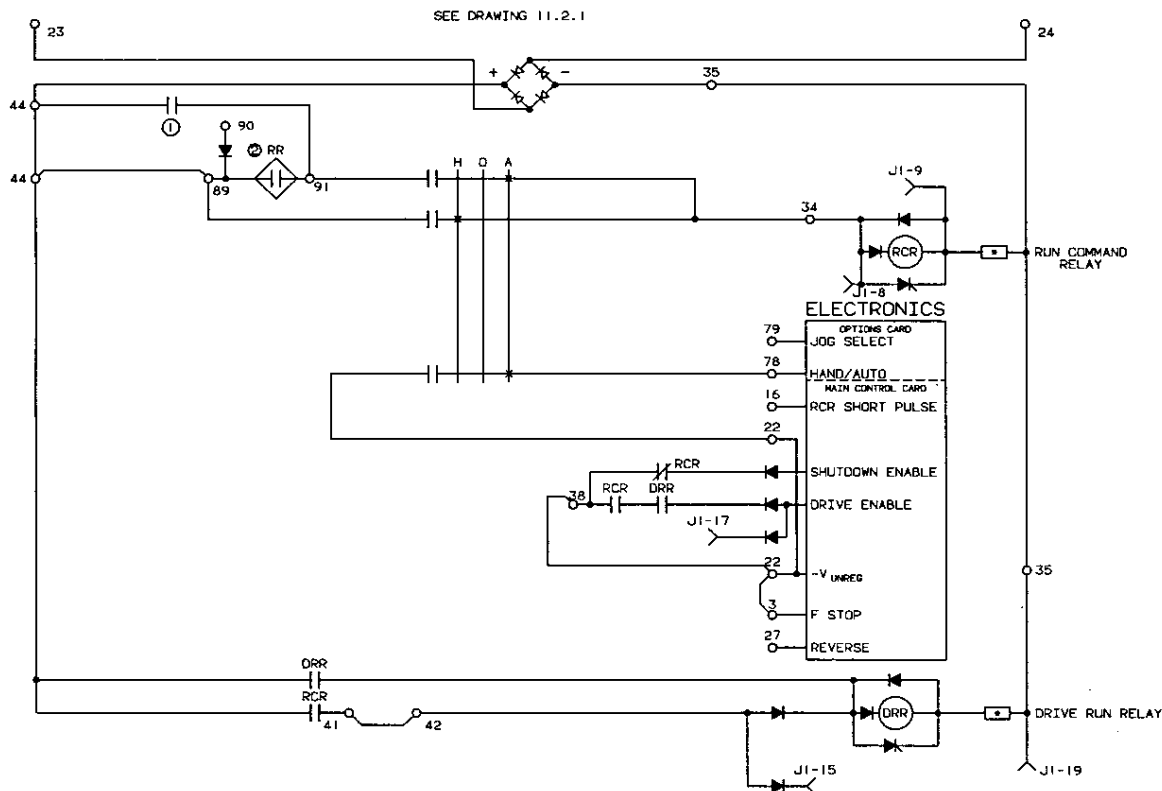 SEE DRAWING 11.2.1
23
24
+
-
35
44
①
90
② RR
44
89
91
H O A
J1-9
34
RCR
RUN COMMAND
RELAY
J1-8
ELECTRONICS
OPTIONS CARD
79
JOG SELECT
78
HAND/AUTO
MAIN CONTROL CARD
16
RCR SHORT PULSE
22
RCR
SHUTDOWN ENABLE
38
RCR
DRR
DRIVE ENABLE
J1-17
22
-V UNREG
35
3
F STOP
27
REVERSE
DRR
RCR
41
42
DRR
DRIVE RUN RELAY
J1-15
J1-19